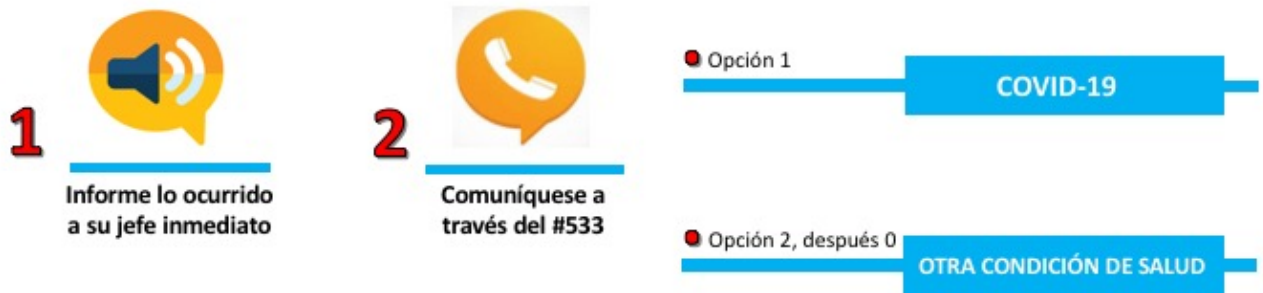 1
Informe lo ocurrido
a su jefe inmediato
2
Comuníquese a
través del #533
Opción 1
COVID-19
Opción 2, después 0
OTRA CONDICIÓN DE SALUD